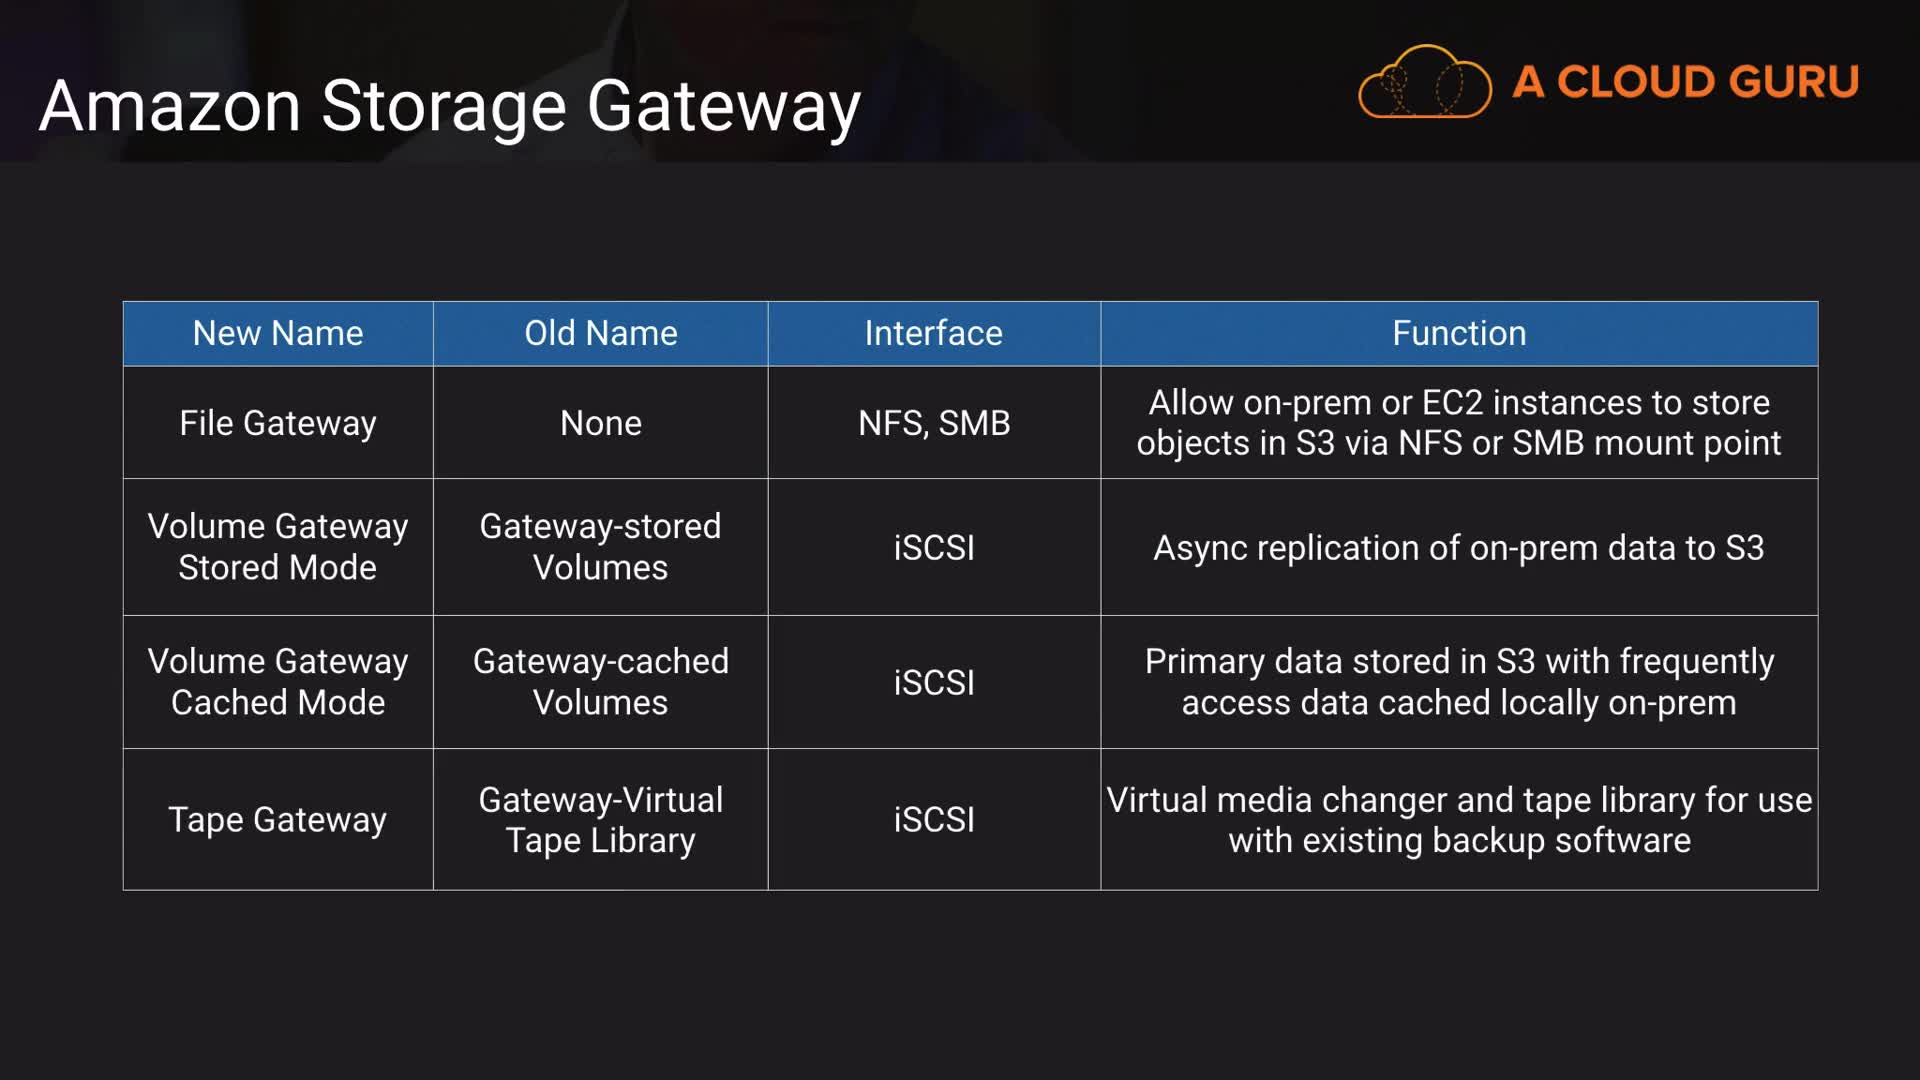 Amazon Storage Gateway
A CLOUD GURU
New Name
Old Name
Interface
Function
File Gateway
None
NFS, SMB
Allow on-prem or EC2 instances to store
objects in S3 via NFS or SMB mount point
Volume Gateway
Stored Mode
Gateway-stored
Volumes
iSCSI
Async replication of on-prem data to S3
Volume Gateway
Cached Mode
Gateway-cached
Volumes
iSCSI
Primary data stored in S3 with frequently
access data cached locally on-prem
Tape Gateway
Gateway-Virtual
Tape Library
iSCSI
Virtual media changer and tape library for use
with existing backup software